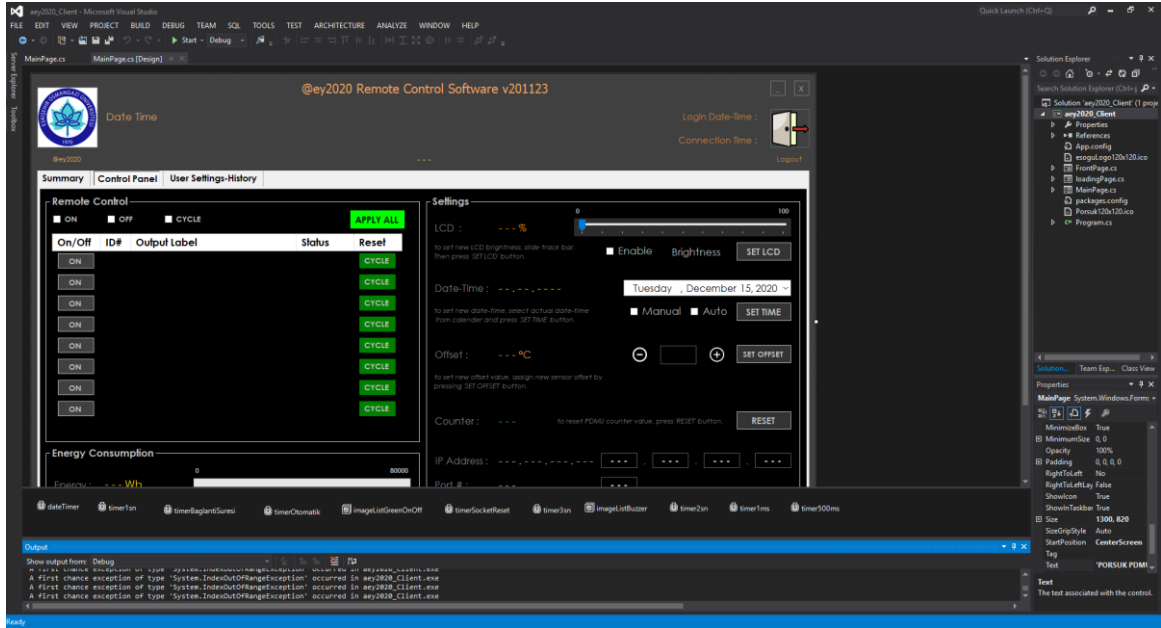 aey2020_Client - Microsoft Visual Studio
Quick Launch (Ctrl+Q)
FILE EDIT VIEW PROJECT BUILD DEBUG TEAM SQL TOOLS TEST ARCHITECTURE ANALYZE WINDOW HELP
Start - Debug
Server Explorer
Toolbox
MainPage.cs MainPage.cs [Design]
@ey2020 Remote Control Software v201123
ESKİŞEHİR OSMANGAZİ ÜNİVERSİTESİ
1970
Date Time
@ey2020
Login Date-Time :
Connection Time :
Logout
---
Summary Control Panel User Settings-History
Remote Control
ON OFF CYCLE APPLY ALL
On/Off ID# Output Label Status Reset
ON CYCLE
ON CYCLE
ON CYCLE
ON CYCLE
ON CYCLE
ON CYCLE
ON CYCLE
ON CYCLE
Energy Consumption
0 80000
Energy : --- Wh
Settings
0 100
LCD : --- %
to set new LCD brightness, slide track bar.
Then press 'SET LCD' button.
Enable Brightness SET LCD
Date-Time : --.--.----
Tuesday , December 15, 2020
to set new date-time, select actual date-time
from calender and press 'SET TIME' button.
Manual Auto SET TIME
Offset : --- ºC
SET OFFSET
to set new offset value, assign new sensor offset by
pressing 'SET OFFSET' button.
Counter : --- to reset PDMU counter value, press 'RESET' button. RESET
IP Address : ---.---.---.--- --- . --- . --- . ---
Port # : --- ---
dateTimer timer1sn timerBaglantiSuresi timerOtomatik imageListGreenOnOff timerSocketReset timer3sn imageListBuzzer timer2sn timer1ms timer500ms
Output
Show output from: Debug
A first chance exception of type 'System.IndexOutOfRangeException' occurred in aey2020_Client.exe
A first chance exception of type 'System.IndexOutOfRangeException' occurred in aey2020_Client.exe
A first chance exception of type 'System.IndexOutOfRangeException' occurred in aey2020_Client.exe
Ready
Solution Explorer
Search Solution Explorer (Ctrl+ş
Solution 'aey2020_Client' (1 proje
aey2020_Client
Properties
References
App.config
esoguLogo120x120.ico
FrontPage.cs
loadingPage.cs
MainPage.cs
packages.config
Porsuk120x120.ico
Program.cs
Solution... Team Exp... Class View
Properties
MainPage System.Windows.Forms
MinimizeBox True
MinimumSize 0, 0
Opacity 100%
Padding 0, 0, 0, 0
RightToLeft No
RightToLeftLay False
ShowIcon True
ShowInTaskbar True
Size 1300, 820
SizeGripStyle Auto
StartPosition CenterScreen
Tag
Text 'PORSUK PDMU
Text
The text associated with the control.